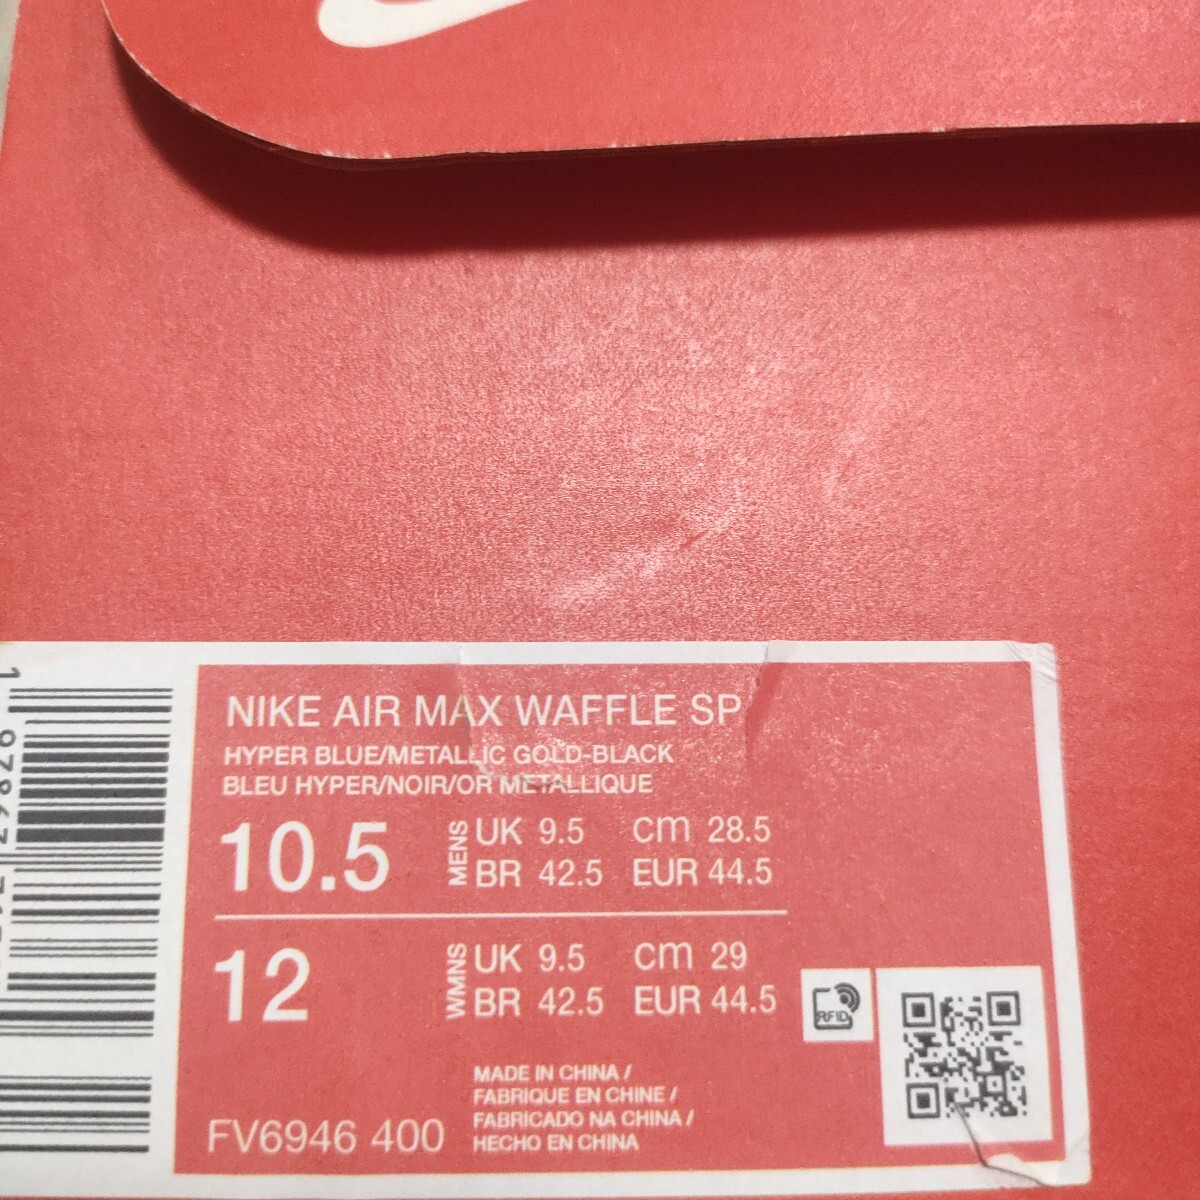 NIKE AIR MAX WAFFLE SP
HYPER BLUE/METALLIC GOLD-BLACK
BLEU HYPER/NOIR/OR METALLIQUE
10.5 MENS UK 9.5 cm 28.5
BR 42.5 EUR 44.5
12 WMNS UK 9.5 cm 29
BR 42.5 EUR 44.5
RFID
MADE IN CHINA /
FABRIQUE EN CHINE /
FABRICADO NA CHINA /
HECHO EN CHINA
FV6946 400